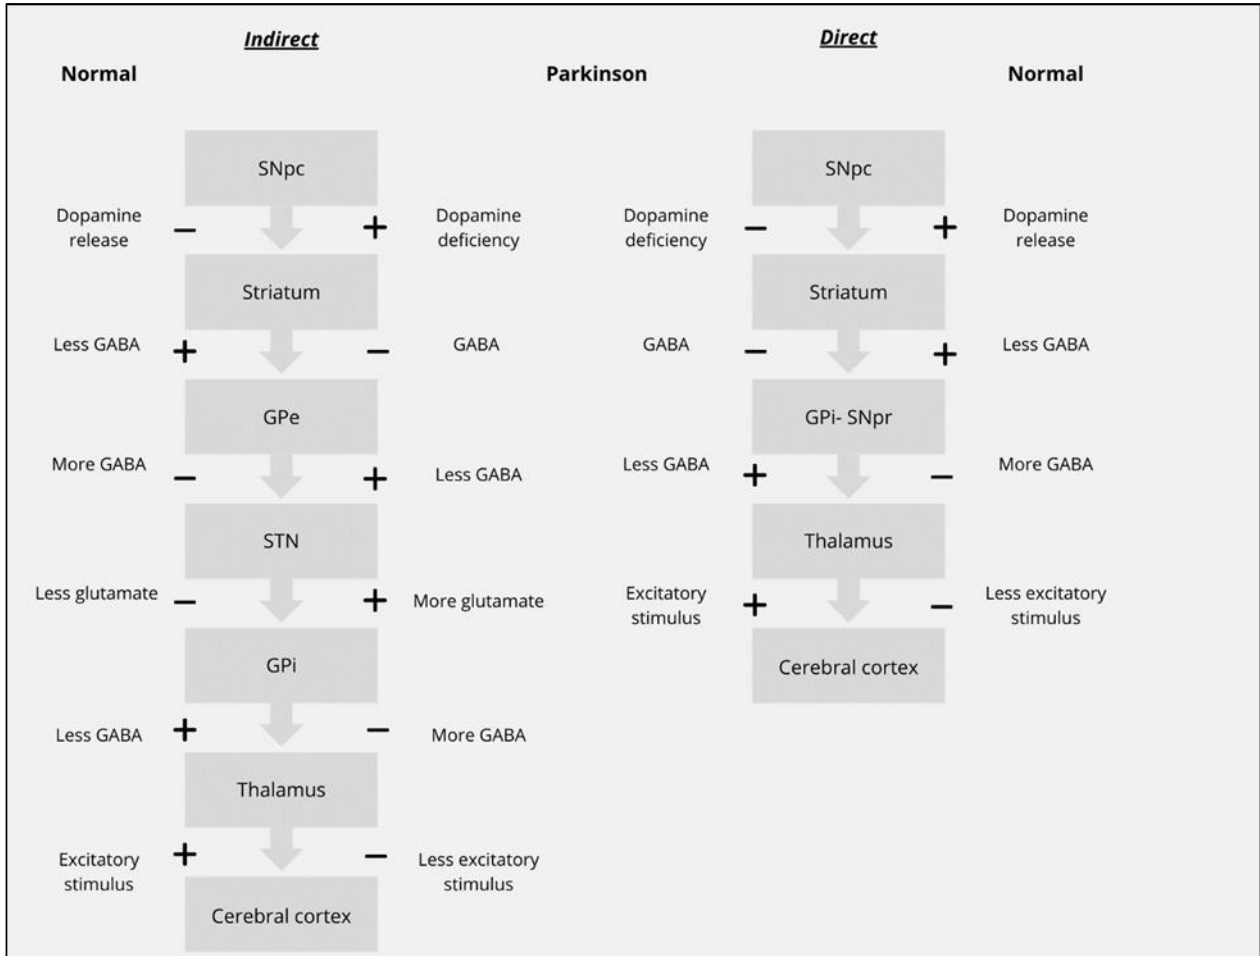 Indirect
Direct
Normal
Parkinson
Normal
SNpc
SNpc
Dopamine
release
−
+
Dopamine
deficiency
Dopamine
deficiency
−
+
Dopamine
release
Striatum
Striatum
Less GABA
+
−
GABA
GABA
−
+
Less GABA
GPe
GPi- SNpr
More GABA
−
+
Less GABA
Less GABA
+
−
More GABA
STN
Thalamus
Less glutamate
−
+
More glutamate
Excitatory
stimulus
+
−
Less excitatory
stimulus
GPi
Cerebral cortex
Less GABA
+
−
More GABA
Thalamus
Excitatory
stimulus
+
−
Less excitatory
stimulus
Cerebral cortex